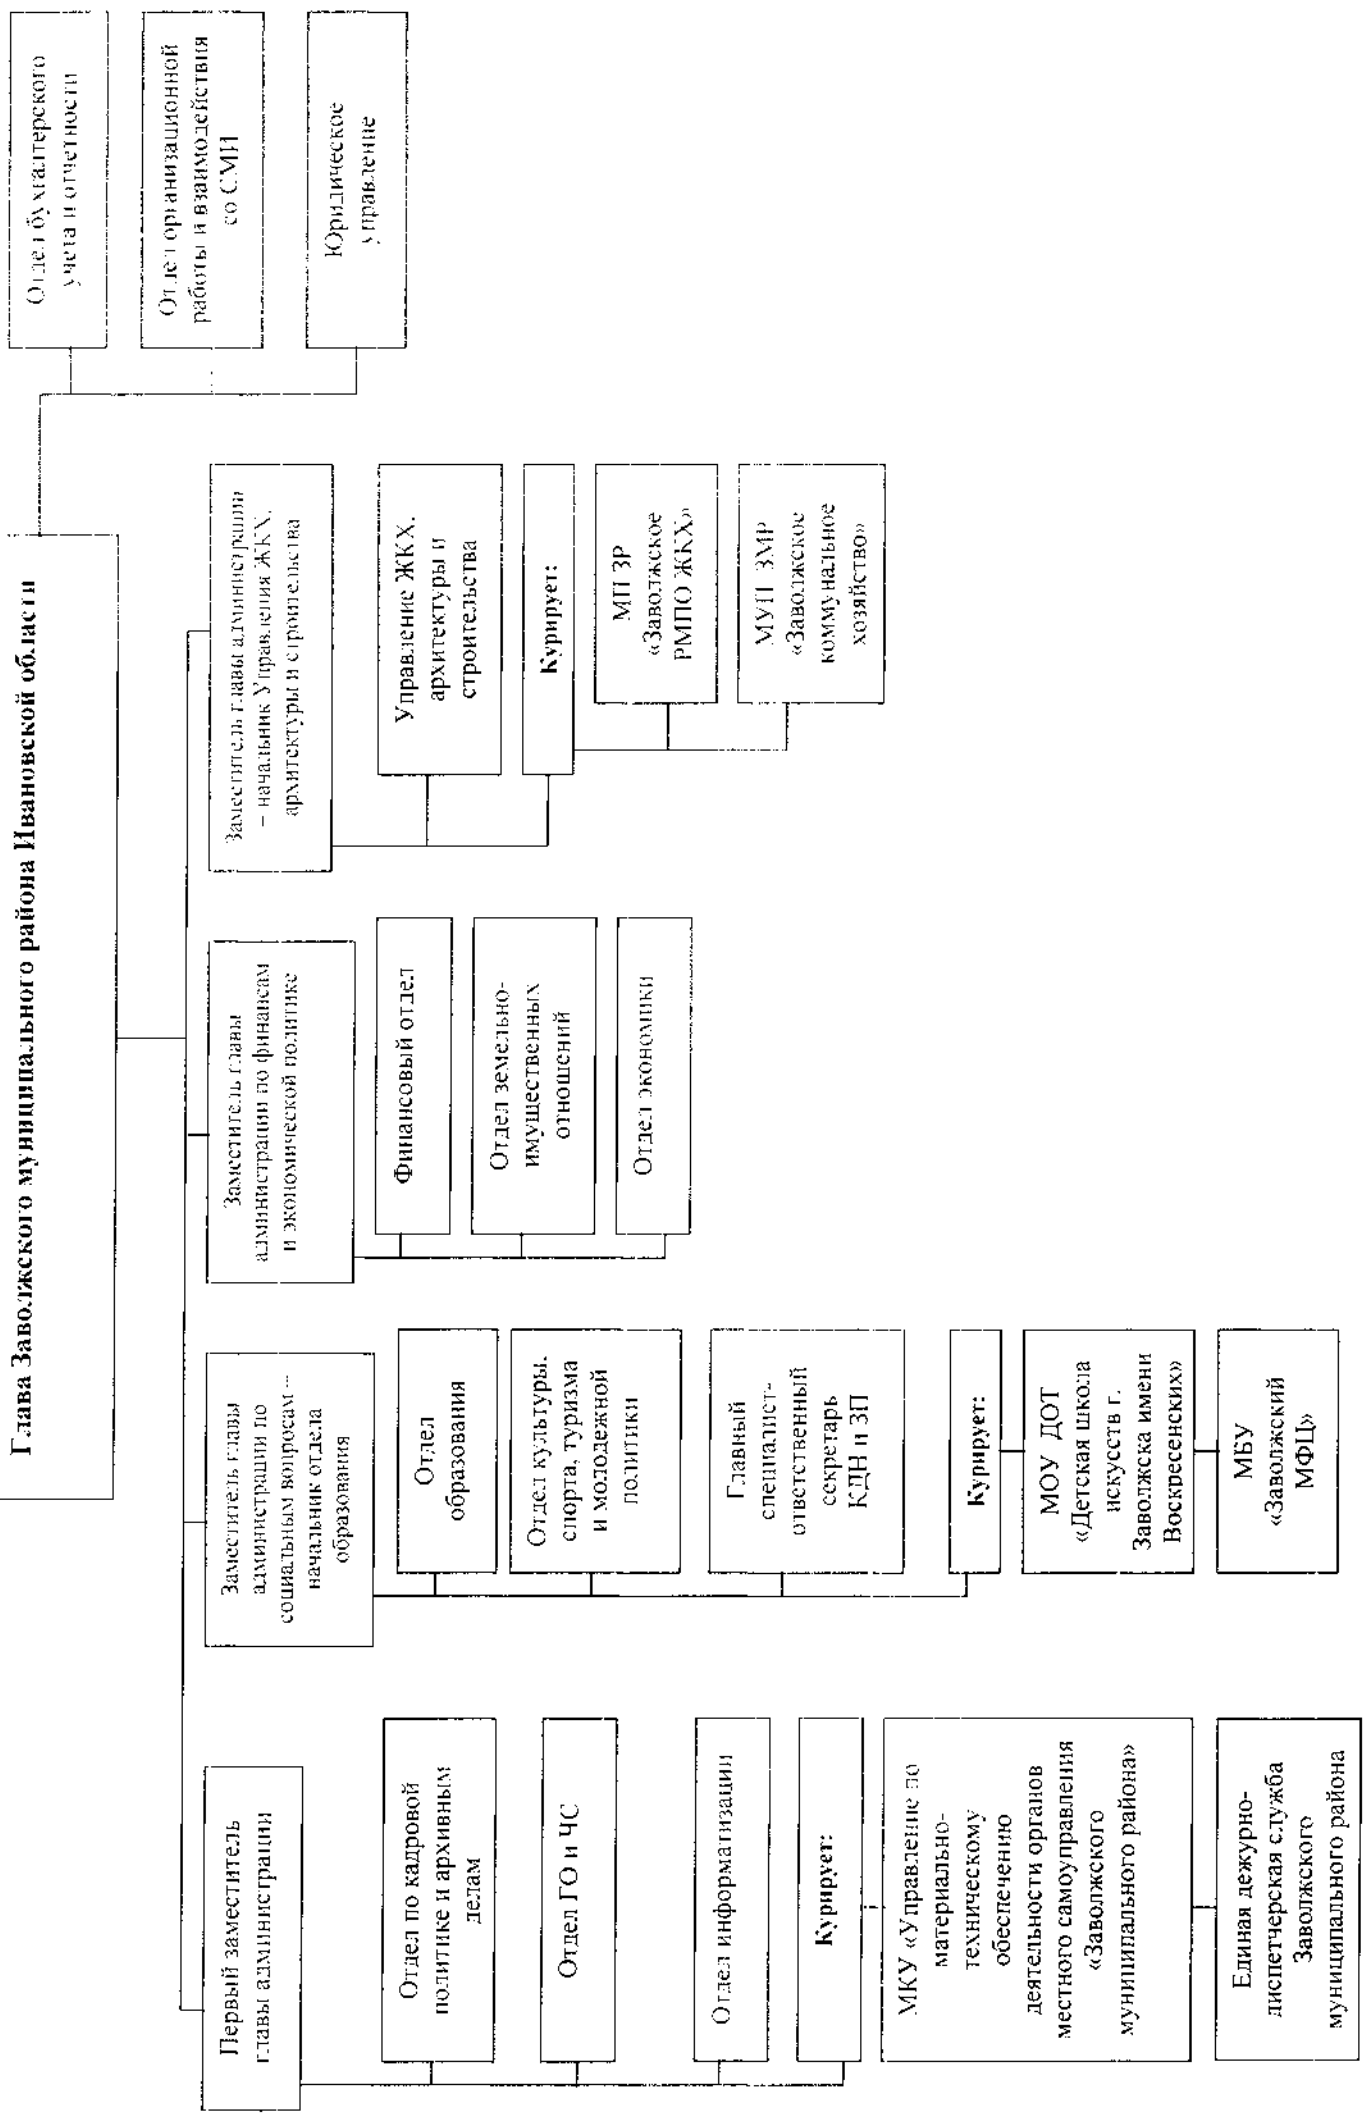 Глава Заволжского муниципального района Ивановской области
Первый заместитель
главы администрации
Отдел по кадровой
политике и архивным
делам
Отдел ГО и ЧС
Отдел информатизации
Курирует:
МКУ «Управление по
материально-
техническому
обеспечению
деятельности органов
местного самоуправления
«Заволжского
муниципального района»
Единая дежурно-
диспетчерская служба
Заволжского
муниципального района
Заместитель главы
администрации по
социальным вопросам –
начальник отдела
образования
Отдел
образования
Отдел культуры,
спорта, туризма
и молодежной
политики
Главный
специалист-
ответственный
секретарь
КДН и ЗП
Курирует:
МОУ ДОТ
«Детская школа
искусств г.
Заволжска имени
Воскресенских»
МБУ
«Заволжский
МФЦ»
Заместитель главы
администрации по финансам
и экономической политике
Финансовый отдел
Отдел земельно-
имущественных
отношений
Отдел экономики
Заместитель главы администрации
– начальник Управления ЖКХ,
архитектуры и строительства
Управление ЖКХ,
архитектуры и
строительства
Курирует:
МП ЗР
«Заволжское
РМПО ЖКХ»
МУП ЗМР
«Заволжское
коммунальное
хозяйство»
Отдел бухгалтерского
учета и отчетности
Отдел организационной
работы и взаимодействия
со СМИ
Юридическое
управление